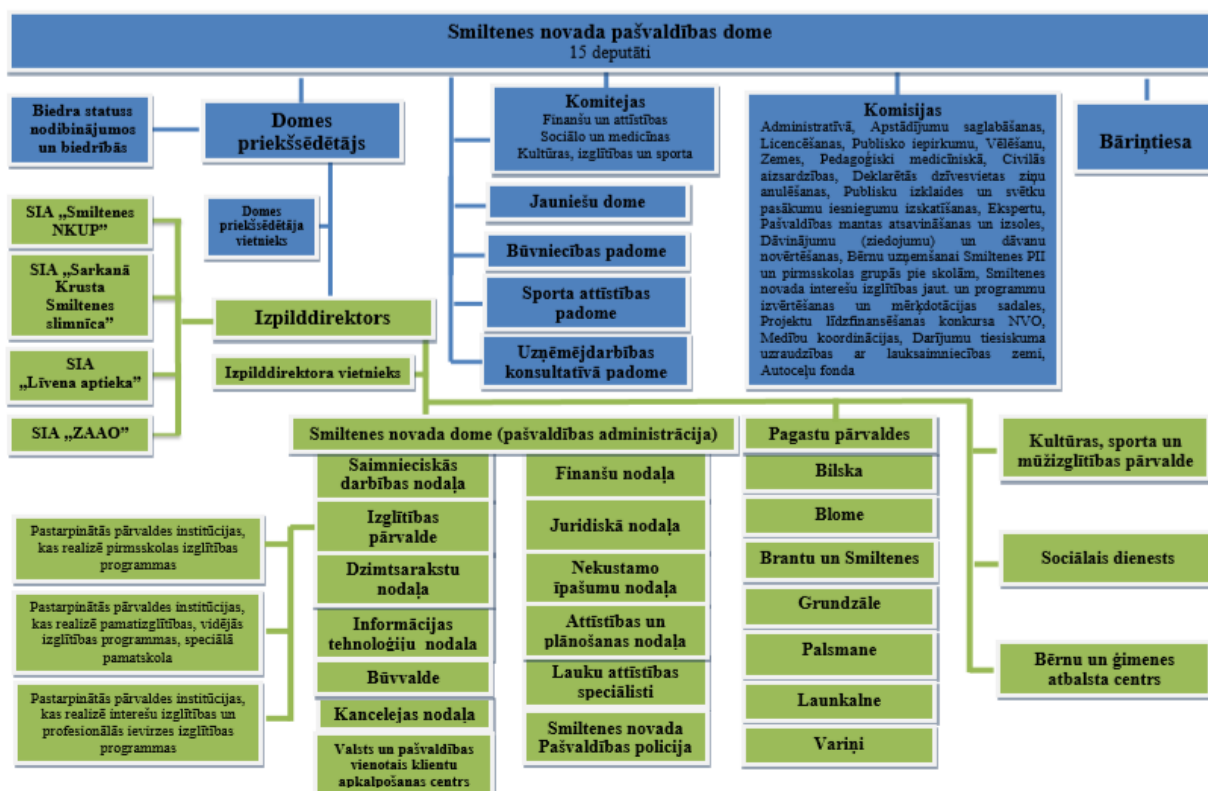 Smiltenes novada pašvaldības dome
15 deputāti
Biedra statuss
nodibinājumos
un biedrībās
Domes
priekšsēdētājs
Domes
priekšsēdētāja
vietnieks
Komitejas
Finanšu un attīstības
Sociālo un medicīnas
Kultūras, izglītības un sporta
Jauniešu dome
Būvniecības padome
Sporta attīstības
padome
Uzņēmējdarbības
konsultatīvā padome
Komisijas
Administratīvā, Apstādījumu saglabāšanas,
Licencēšanas, Publisko iepirkumu, Vēlēšanu,
Zemes, Pedagoģiski medicīniskā, Civilās
aizsardzības, Deklarētās dzīvesvietas ziņu
anulēšanas, Publisku izklaides un svētku
pasākumu iesniegumu izskatīšanas, Ekspertu,
Pašvaldības mantas atsavināšanas un izsoles,
Dāvinājumu (ziedojumu) un dāvanu
novērtēšanas, Bērnu uzņemšanai Smiltenes PII
un pirmsskolas grupās pie skolām, Smiltenes
novada interešu izglītības jaut. un programmu
izvērtēšanas un mērķdotācijas sadales,
Projektu līdzfinansēšanas konkursa NVO,
Medību koordinācijas, Darījumu tiesiskuma
uzraudzības ar lauksaimniecības zemi,
Autoceļu fonda
Bāriņtiesa
SIA „Smiltenes
NKUP”
SIA „Sarkanā
Krusta
Smiltenes
slimnīca”
SIA
„Līvena aptieka”
SIA „ZAAO”
Izpilddirektors
Izpilddirektora vietnieks
Smiltenes novada dome (pašvaldības administrācija)
Saimnieciskās
darbības nodaļa
Izglītības
pārvalde
Dzimtsarakstu
nodaļa
Informācijas
tehnoloģiju nodala
Būvvalde
Kancelejas nodaļa
Valsts un pašvaldības
vienotais klientu
apkalpošanas centrs
Finanšu nodaļa
Juridiskā nodaļa
Nekustamo
īpašumu nodaļa
Attīstības un
plānošanas nodaļa
Lauku attīstības
speciālisti
Smiltenes novada
Pašvaldības policija
Pagastu pārvaldes
Bilska
Blome
Brantu un Smiltenes
Grundzāle
Palsmane
Launkalne
Variņi
Kultūras, sporta un
mūžizglītības pārvalde
Sociālais dienests
Bērnu un ģimenes
atbalsta centrs
Pastarpinātās pārvaldes institūcijas,
kas realizē pirmsskolas izglītības
programmas
Pastarpinātās pārvaldes institūcijas,
kas realizē pamatizglītības, vidējās
izglītības programmas, speciālā
pamatskola
Pastarpinātās pārvaldes institūcijas,
kas realizē interešu izglītības un
profesionālās ievirzes izglītības
programmas